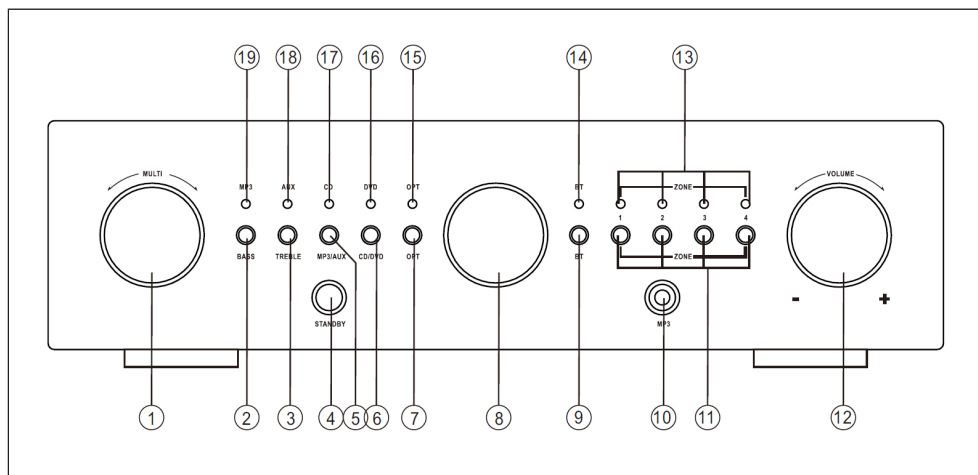 19 18 17 16 15 14 13
MULTI
MP3 AUX CD DVD OPT BT ZONE VOLUME
1 2 3 4
BASS TREBLE MP3/AUX CD/DVD OPT BT ZONE
- +
STANDBY MP3
1 2 3 4 5 6 7 8 9 10 11 12